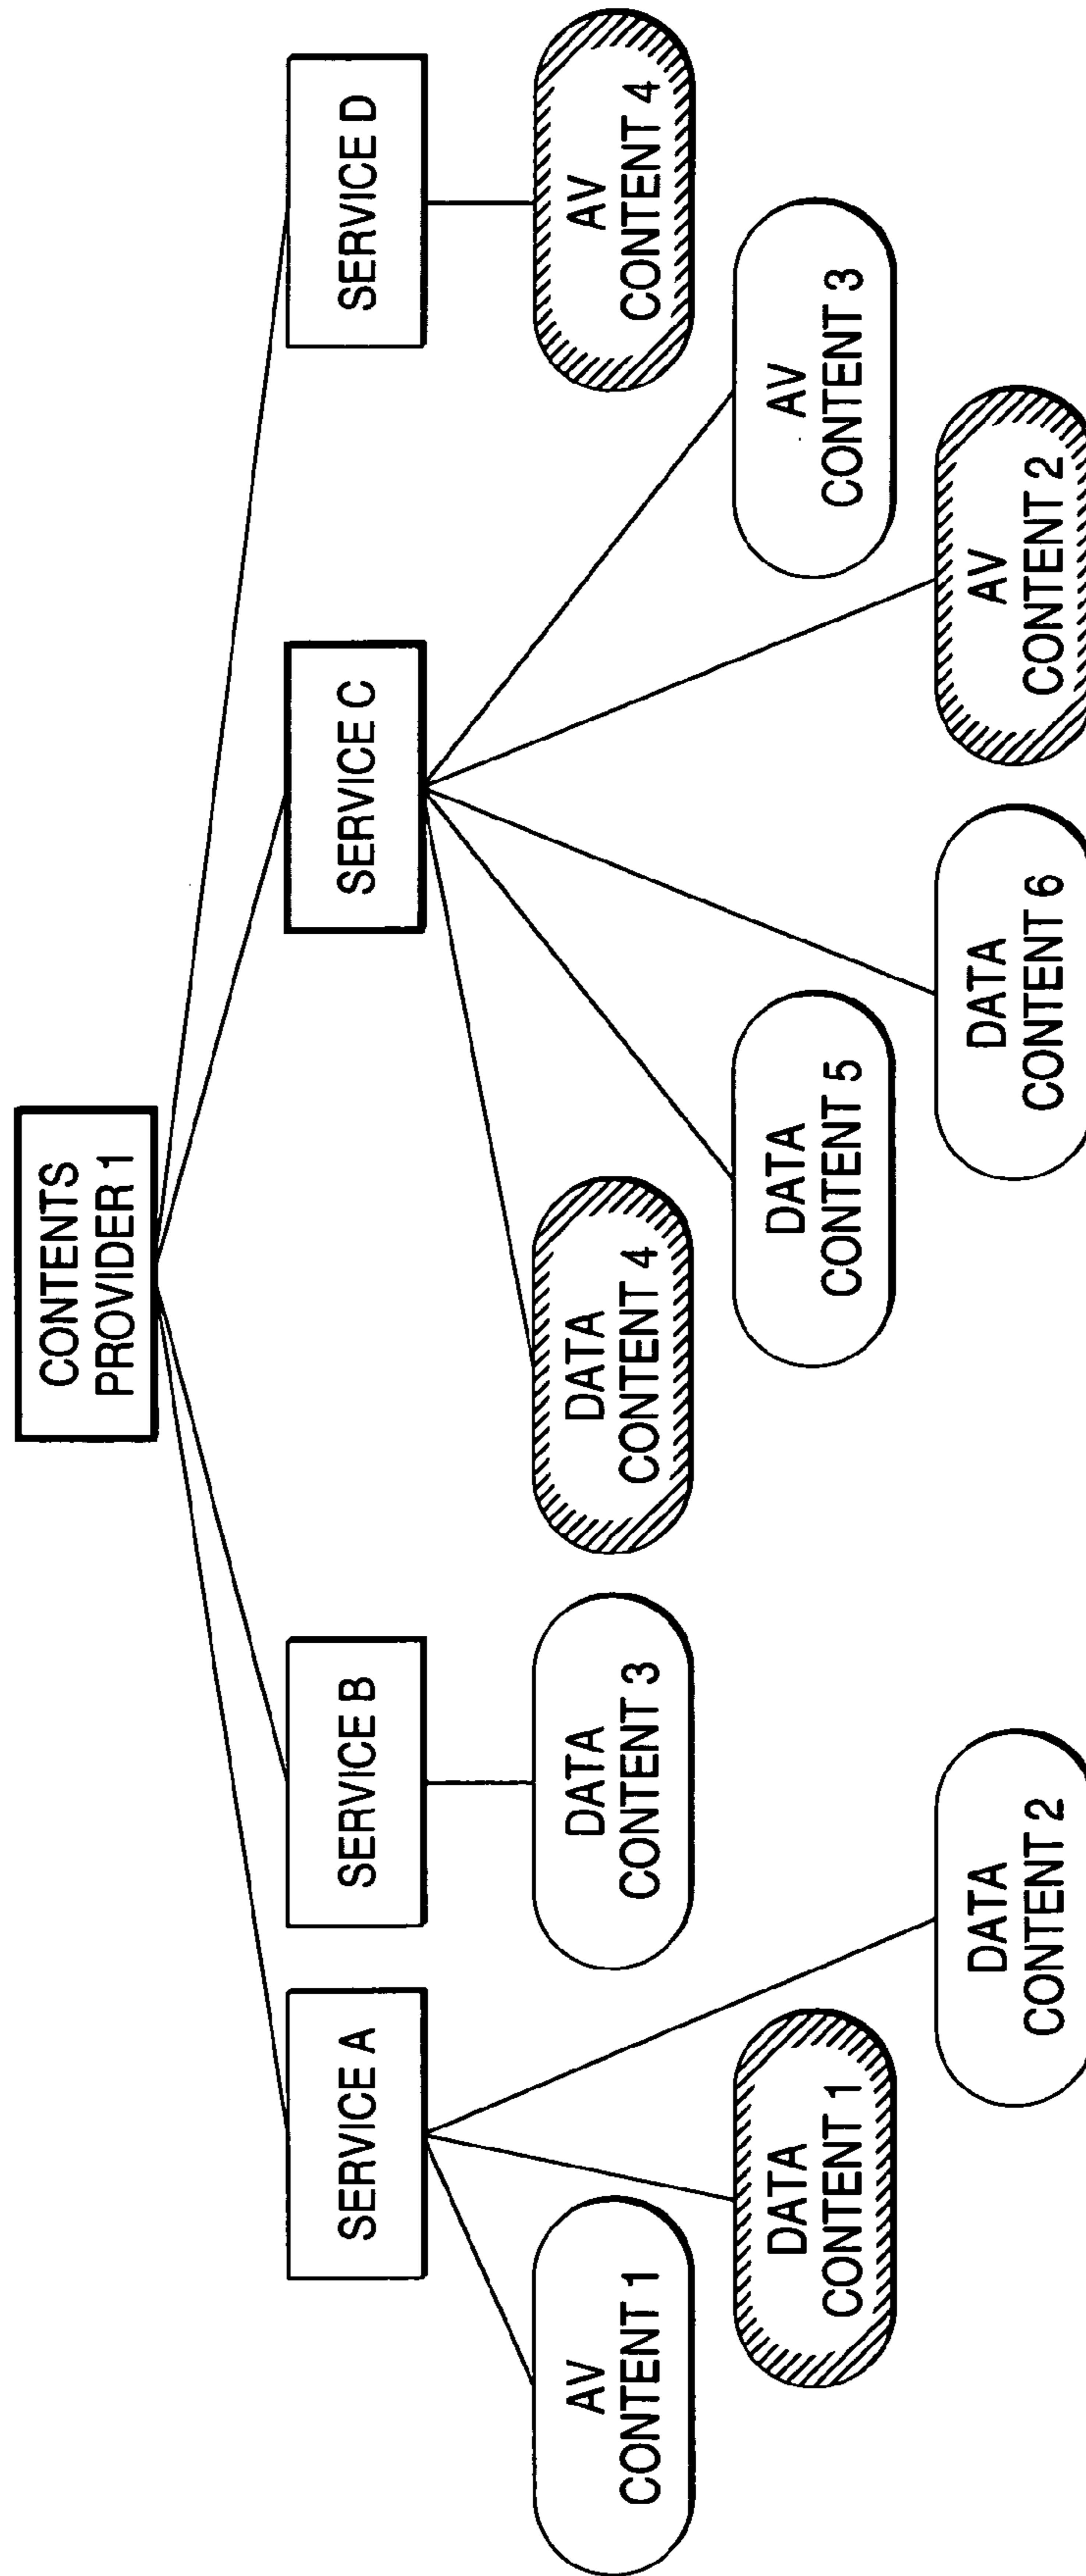 CONTENTS
PROVIDER 1
SERVICE A
SERVICE B
SERVICE C
SERVICE D
AV
CONTENT 1
DATA
CONTENT 1
DATA
CONTENT 2
DATA
CONTENT 3
DATA
CONTENT 4
DATA
CONTENT 5
DATA
CONTENT 6
AV
CONTENT 2
AV
CONTENT 3
AV
CONTENT 4